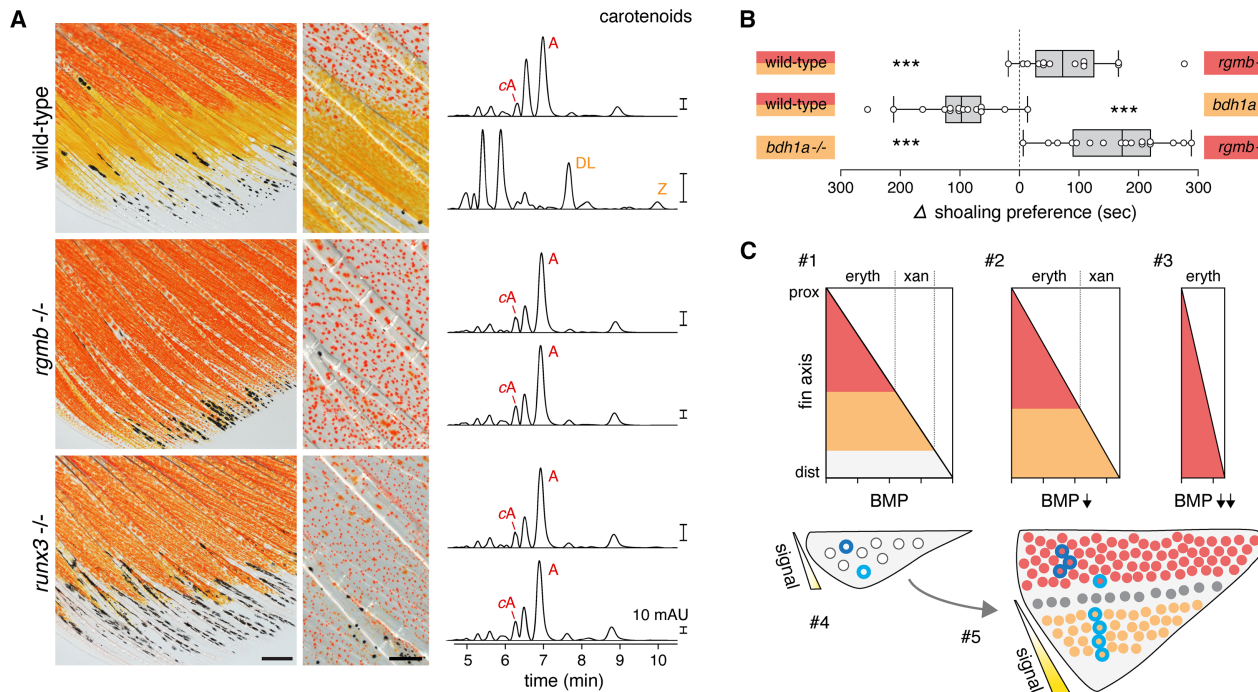 A
carotenoids
wild-type
cA
A
DL
Z
rgmb -/-
cA
A
cA
A
runx3 -/-
cA
A
cA
A
10 mAU
5 6 7 8 9 10
time (min)
B
wild-type *** rgmb-
wild-type *** bdh1a
bdh1a-/- *** rgmb-
300 200 100 0 100 200 300
Δ shoaling preference (sec)
C
#1 #2 #3
eryth xan eryth xan eryth
prox
fin axis
dist
BMP BMP ↓ BMP ↓↓
signal
#4
#5
signal